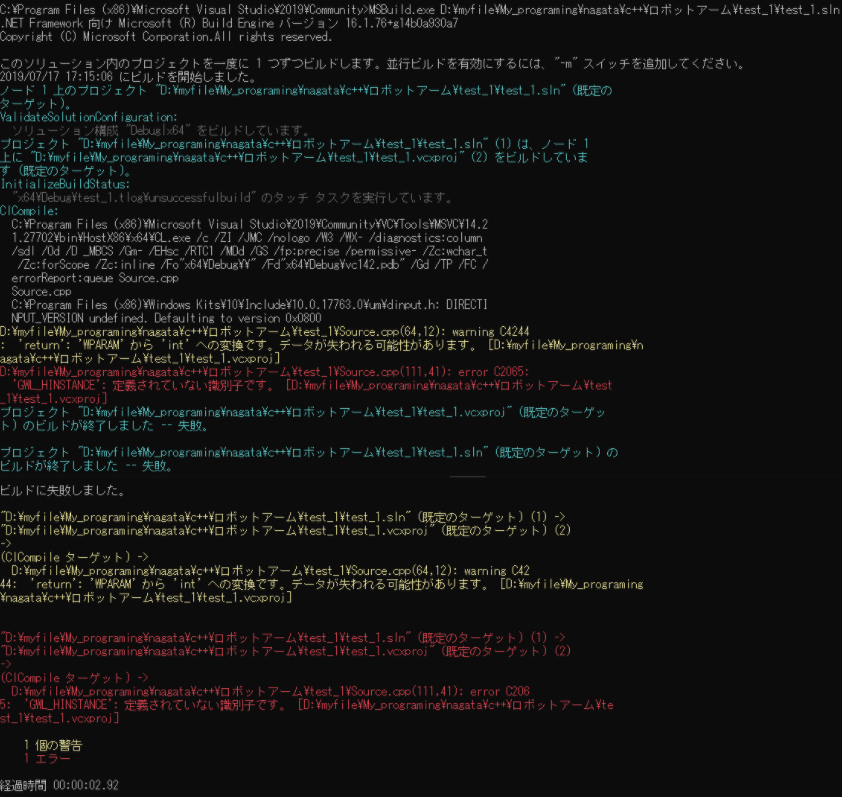 C:¥Program Files (x86)¥Microsoft Visual Studio¥2019¥Community>MSBuild.exe D:¥myfile¥My_programing¥nagata¥c++¥ロボットアーム¥test_1¥test_1.sln
.NET Framework 向け Microsoft (R) Build Engine バージョン 16.1.76+g14b0a930a7
Copyright (C) Microsoft Corporation.All rights reserved.
このソリューション内のプロジェクトを一度に 1 つずつビルドします。並行ビルドを有効にするには、"-m" スイッチを追加してください。
2019/07/17 17:15:06 にビルドを開始しました。
ノード 1 上のプロジェクト "D:¥myfile¥My_programing¥nagata¥c++¥ロボットアーム¥test_1¥test_1.sln" (既定の
ターゲット)。
ValidateSolutionConfiguration:
ソリューション構成 "Debug|x64" をビルドしています。
プロジェクト "D:¥myfile¥My_programing¥nagata¥c++¥ロボットアーム¥test_1¥test_1.sln" (1) は、ノード 1
上に "D:¥myfile¥My_programing¥nagata¥c++¥ロボットアーム¥test_1¥test_1.vcxproj" (2) をビルドしていま
す (既定のターゲット)。
InitializeBuildStatus:
"x64¥Debug¥test_1.tlog¥unsuccessfulbuild" のタッチ タスクを実行しています。
ClCompile:
C:¥Program Files (x86)¥Microsoft Visual Studio¥2019¥Community¥VC¥Tools¥MSVC¥14.2
1.27702¥bin¥HostX86¥x64¥CL.exe /c /ZI /JMC /nologo /W3 /WX- /diagnostics:column
/sdl /Od /D _MBCS /Gm- /EHsc /RTC1 /MDd /GS /fp:precise /permissive- /Zc:wchar_t
/Zc:forScope /Zc:inline /Fo"x64¥Debug¥¥" /Fd"x64¥Debug¥vc142.pdb" /Gd /TP /FC /
errorReport:queue Source.cpp
Source.cpp
C:¥Program Files (x86)¥Windows Kits¥10¥Include¥10.0.17763.0¥um¥dinput.h: DIRECTI
NPUT_VERSION undefined. Defaulting to version 0x0800
D:¥myfile¥My_programing¥nagata¥c++¥ロボットアーム¥test_1¥Source.cpp(64,12): warning C4244
: 'return': 'WPARAM' から 'int' への変換です。データが失われる可能性があります。 [D:¥myfile¥My_programing¥n
agata¥c++¥ロボットアーム¥test_1¥test_1.vcxproj]
D:¥myfile¥My_programing¥nagata¥c++¥ロボットアーム¥test_1¥Source.cpp(111,41): error C2065:
'GWL_HINSTANCE': 定義されていない識別子です。 [D:¥myfile¥My_programing¥nagata¥c++¥ロボットアーム¥test
_1¥test_1.vcxproj]
プロジェクト "D:¥myfile¥My_programing¥nagata¥c++¥ロボットアーム¥test_1¥test_1.vcxproj" (既定のターゲッ
ト) のビルドが終了しました -- 失敗。
プロジェクト "D:¥myfile¥My_programing¥nagata¥c++¥ロボットアーム¥test_1¥test_1.sln" (既定のターゲット) の
ビルドが終了しました -- 失敗。
ビルドに失敗しました。
"D:¥myfile¥My_programing¥nagata¥c++¥ロボットアーム¥test_1¥test_1.sln" (既定のターゲット) (1) ->
"D:¥myfile¥My_programing¥nagata¥c++¥ロボットアーム¥test_1¥test_1.vcxproj" (既定のターゲット) (2)
->
(ClCompile ターゲット) ->
D:¥myfile¥My_programing¥nagata¥c++¥ロボットアーム¥test_1¥Source.cpp(64,12): warning C42
44: 'return': 'WPARAM' から 'int' への変換です。データが失われる可能性があります。 [D:¥myfile¥My_programing
¥nagata¥c++¥ロボットアーム¥test_1¥test_1.vcxproj]
"D:¥myfile¥My_programing¥nagata¥c++¥ロボットアーム¥test_1¥test_1.sln" (既定のターゲット) (1) ->
"D:¥myfile¥My_programing¥nagata¥c++¥ロボットアーム¥test_1¥test_1.vcxproj" (既定のターゲット) (2)
->
(ClCompile ターゲット) ->
D:¥myfile¥My_programing¥nagata¥c++¥ロボットアーム¥test_1¥Source.cpp(111,41): error C206
5: 'GWL_HINSTANCE': 定義されていない識別子です。 [D:¥myfile¥My_programing¥nagata¥c++¥ロボットアーム¥te
st_1¥test_1.vcxproj]
1 個の警告
1 エラー
経過時間 00:00:02.92